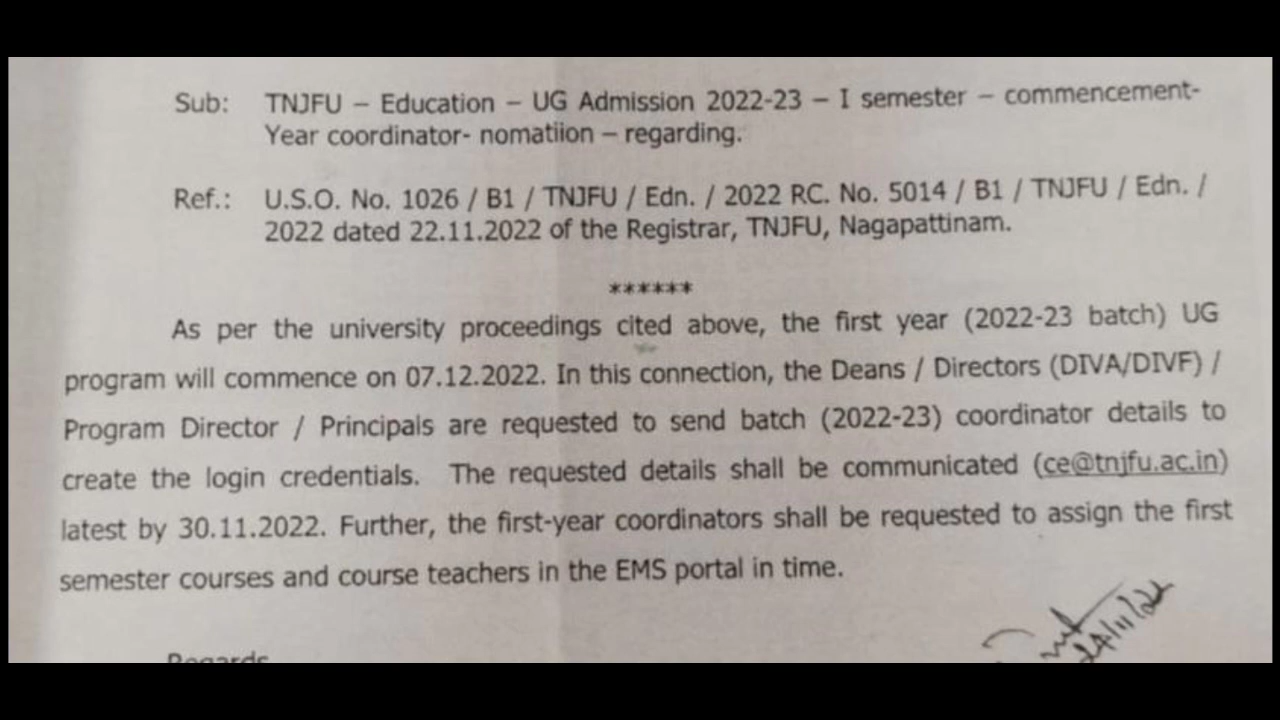 Sub: TNJFU – Education – UG Admission 2022-23 – I semester – commencement-
Year coordinator- nomatiion – regarding.
Ref.: U.S.O. No. 1026 / B1 / TNJFU / Edn. / 2022 RC. No. 5014 / B1 / TNJFU / Edn. /
2022 dated 22.11.2022 of the Registrar, TNJFU, Nagapattinam.
******
As per the university proceedings cited above, the first year (2022-23 batch) UG
program will commence on 07.12.2022. In this connection, the Deans / Directors (DIVA/DIVF) /
Program Director / Principals are requested to send batch (2022-23) coordinator details to
create the login credentials. The requested details shall be communicated (ce@tnjfu.ac.in)
latest by 30.11.2022. Further, the first-year coordinators shall be requested to assign the first
semester courses and course teachers in the EMS portal in time.
24/11/22
Regards